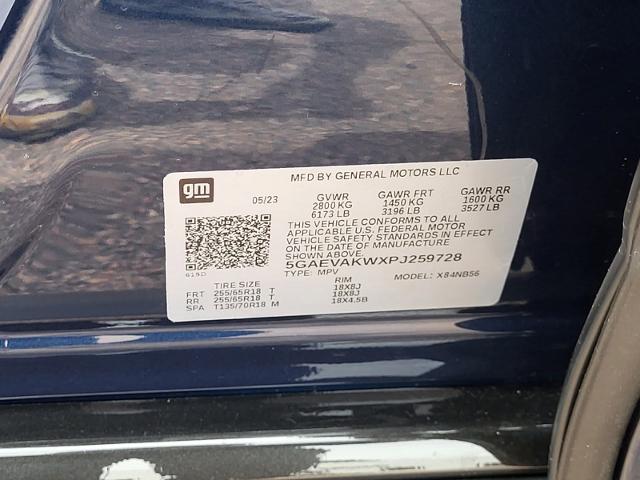 MFD BY GENERAL MOTORS LLC
gm
05/23 GVWR GAWR FRT GAWR RR
2800 KG 1450 KG 1600 KG
6173 LB 3196 LB 3527 LB
THIS VEHICLE CONFORMS TO ALL
APPLICABLE U.S. FEDERAL MOTOR
VEHICLE SAFETY STANDARDS IN EFFECT
ON THE DATE OF MANUFACTURE
SHOWN ABOVE.
5GAEVAKWXPJ259728
TYPE: MPV MODEL: X84NB56
TIRE SIZE RIM
FRT 255/65R18 T 18X8J
RR 255/65R18 T 18X8J
SPA T135/70R18 M 18X4.5B